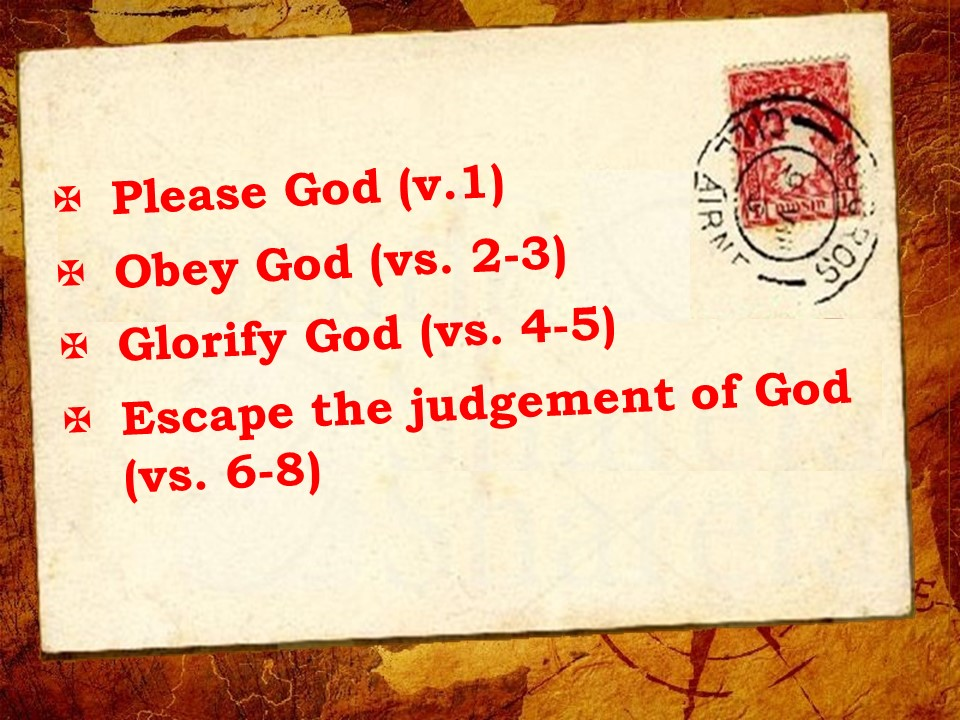 ✠ Please God (v.1)
✠ Obey God (vs. 2-3)
✠ Glorify God (vs. 4-5)
✠ Escape the judgement of God
(vs. 6-8)